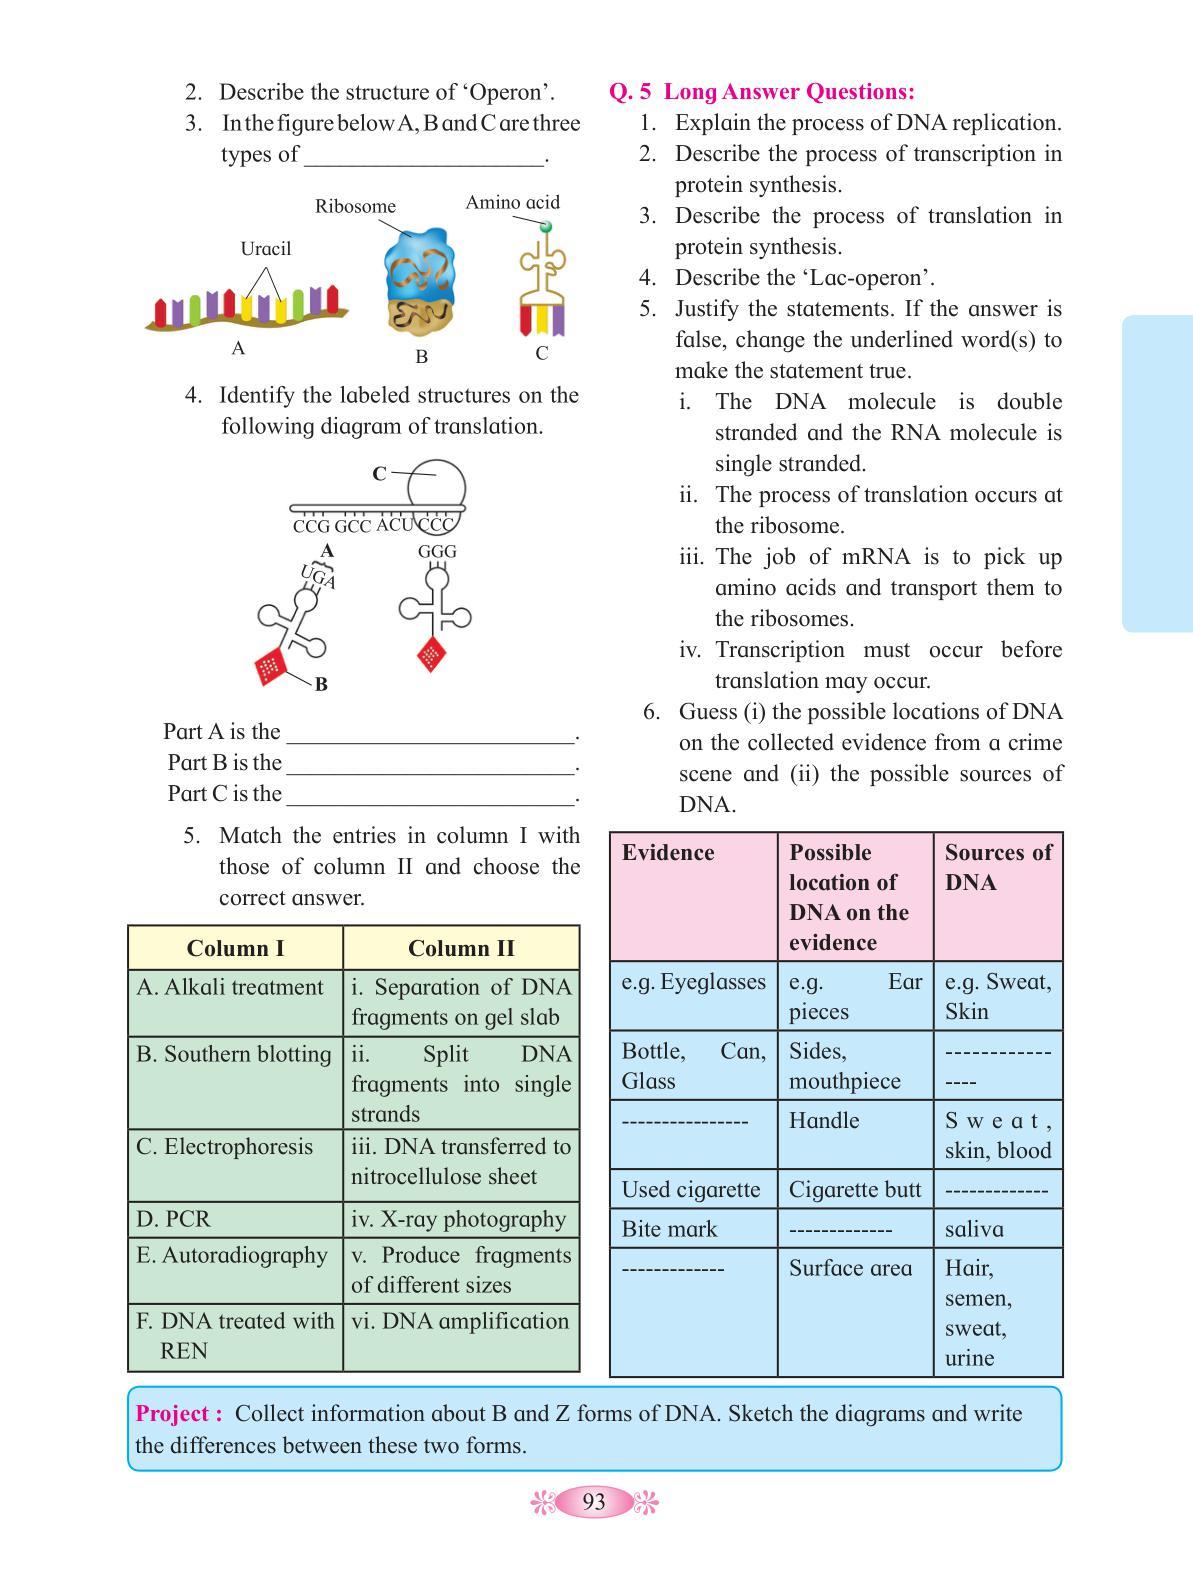 2. Describe the structure of ‘Operon’.
3. In the figure below A, B and C are three
types of ____________________.
Ribosome
Amino acid
Uracil
A
B
C
4. Identify the labeled structures on the
following diagram of translation.
C
CCG GCC ACU CCC
A
GGG
UGA
B
Part A is the ________________________.
Part B is the ________________________.
Part C is the ________________________.
5. Match the entries in column I with
those of column II and choose the
correct answer.
Column I Column II
A. Alkali treatment i. Separation of DNA
fragments on gel slab
B. Southern blotting ii. Split DNA
fragments into single
strands
C. Electrophoresis iii. DNA transferred to
nitrocellulose sheet
D. PCR iv. X-ray photography
E. Autoradiography v. Produce fragments
of different sizes
F. DNA treated with vi. DNA amplification
REN
Q. 5 Long Answer Questions:
1. Explain the process of DNA replication.
2. Describe the process of transcription in
protein synthesis.
3. Describe the process of translation in
protein synthesis.
4. Describe the ‘Lac-operon’.
5. Justify the statements. If the answer is
false, change the underlined word(s) to
make the statement true.
i. The DNA molecule is double
stranded and the RNA molecule is
single stranded.
ii. The process of translation occurs at
the ribosome.
iii. The job of mRNA is to pick up
amino acids and transport them to
the ribosomes.
iv. Transcription must occur before
translation may occur.
6. Guess (i) the possible locations of DNA
on the collected evidence from a crime
scene and (ii) the possible sources of
DNA.
Evidence Possible Sources of
location of DNA
DNA on the
evidence
e.g. Eyeglasses e.g. Ear e.g. Sweat,
pieces Skin
Bottle, Can, Sides, ------------
Glass mouthpiece ----
---------------- Handle Sweat,
skin, blood
Used cigarette Cigarette butt -------------
Bite mark ------------- saliva
------------- Surface area Hair,
semen,
sweat,
urine
Project : Collect information about B and Z forms of DNA. Sketch the diagrams and write
the differences between these two forms.
93